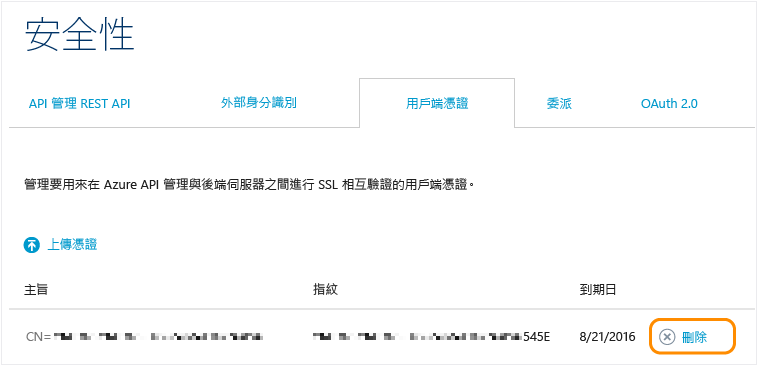 安全性
API 管理 REST API 外部身分識別 用戶端憑證 委派 OAuth 2.0
管理要用來在 Azure API 管理與後端伺服器之間進行 SSL 相互驗證的用戶端憑證。
上傳憑證
主旨 指紋 到期日
CN= 545E 8/21/2016 刪除